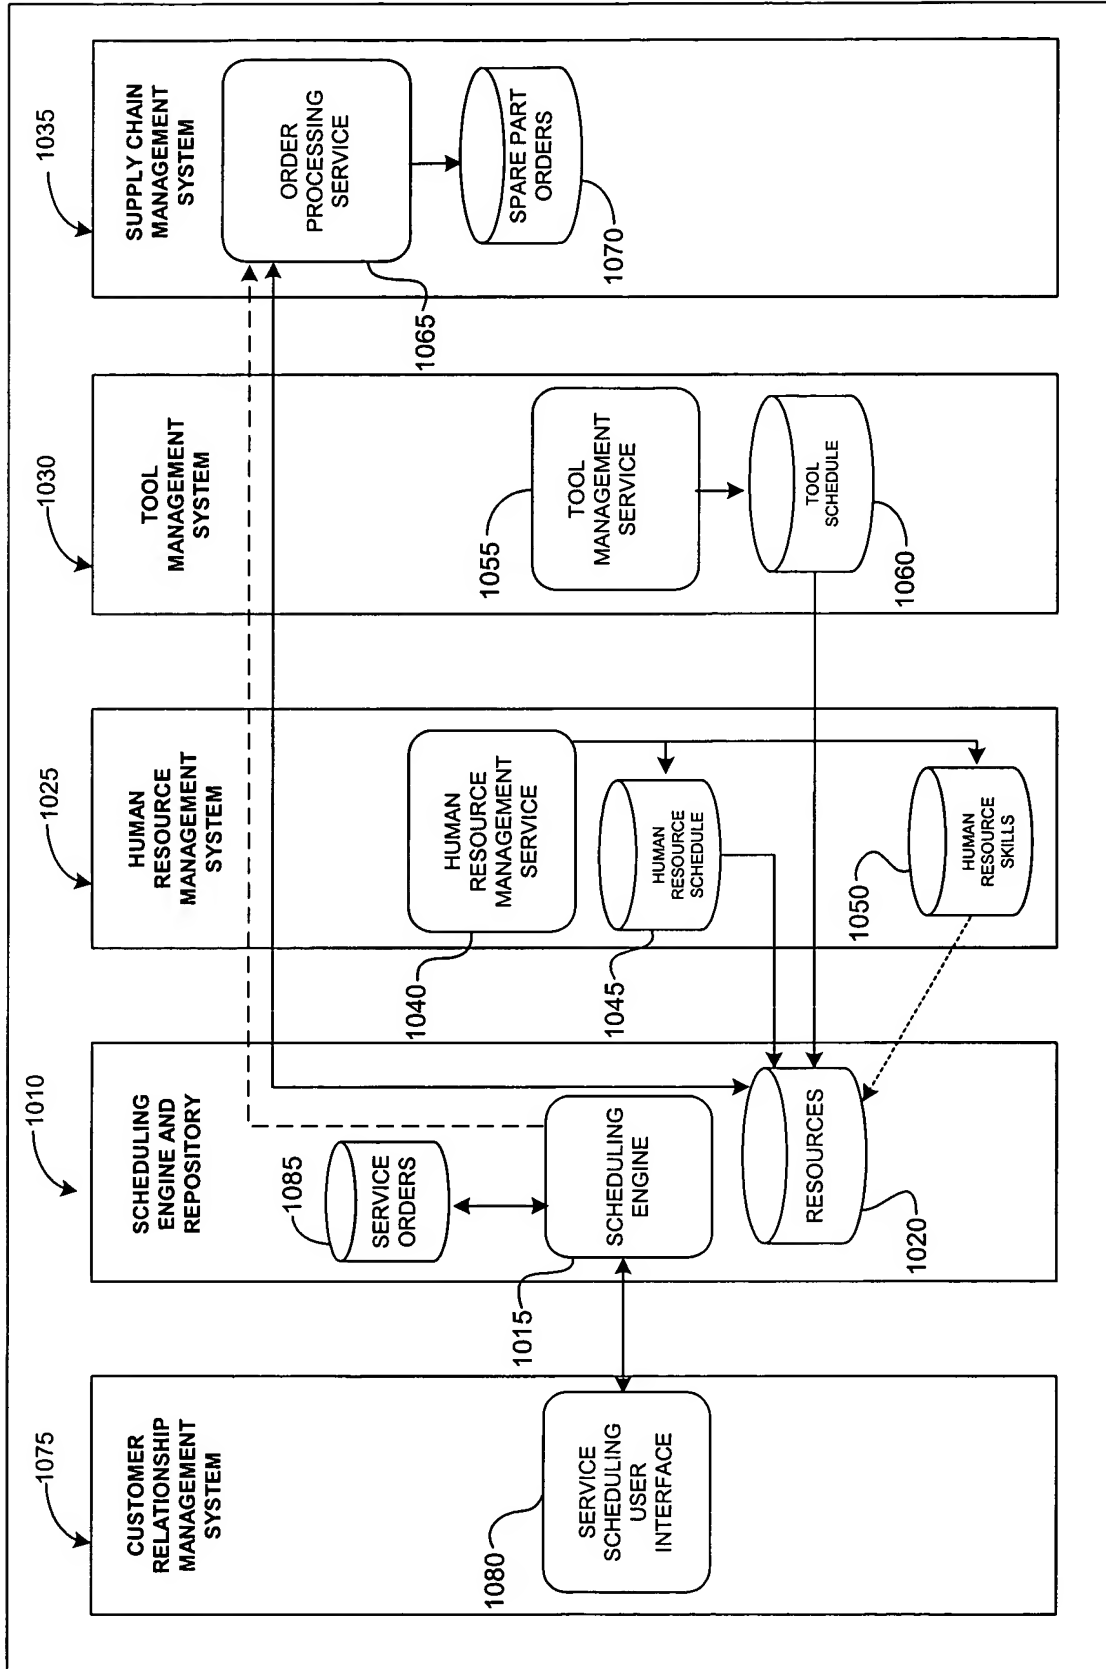 1075
CUSTOMER
RELATIONSHIP
MANAGEMENT
SYSTEM
1080
SERVICE
SCHEDULING
USER
INTERFACE
1010
SCHEDULING
ENGINE AND
REPOSITORY
1085
SERVICE
ORDERS
1015
SCHEDULING
ENGINE
RESOURCES
1020
1025
HUMAN
RESOURCE
MANAGEMENT
SYSTEM
HUMAN
RESOURCE
MANAGEMENT
SERVICE
1040
HUMAN
RESOURCE
SCHEDULE
1045
1050
HUMAN
RESOURCE
SKILLS
1030
TOOL
MANAGEMENT
SYSTEM
1055
TOOL
MANAGEMENT
SERVICE
TOOL
SCHEDULE
1060
1035
SUPPLY CHAIN
MANAGEMENT
SYSTEM
ORDER
PROCESSING
SERVICE
1065
SPARE PART
ORDERS
1070